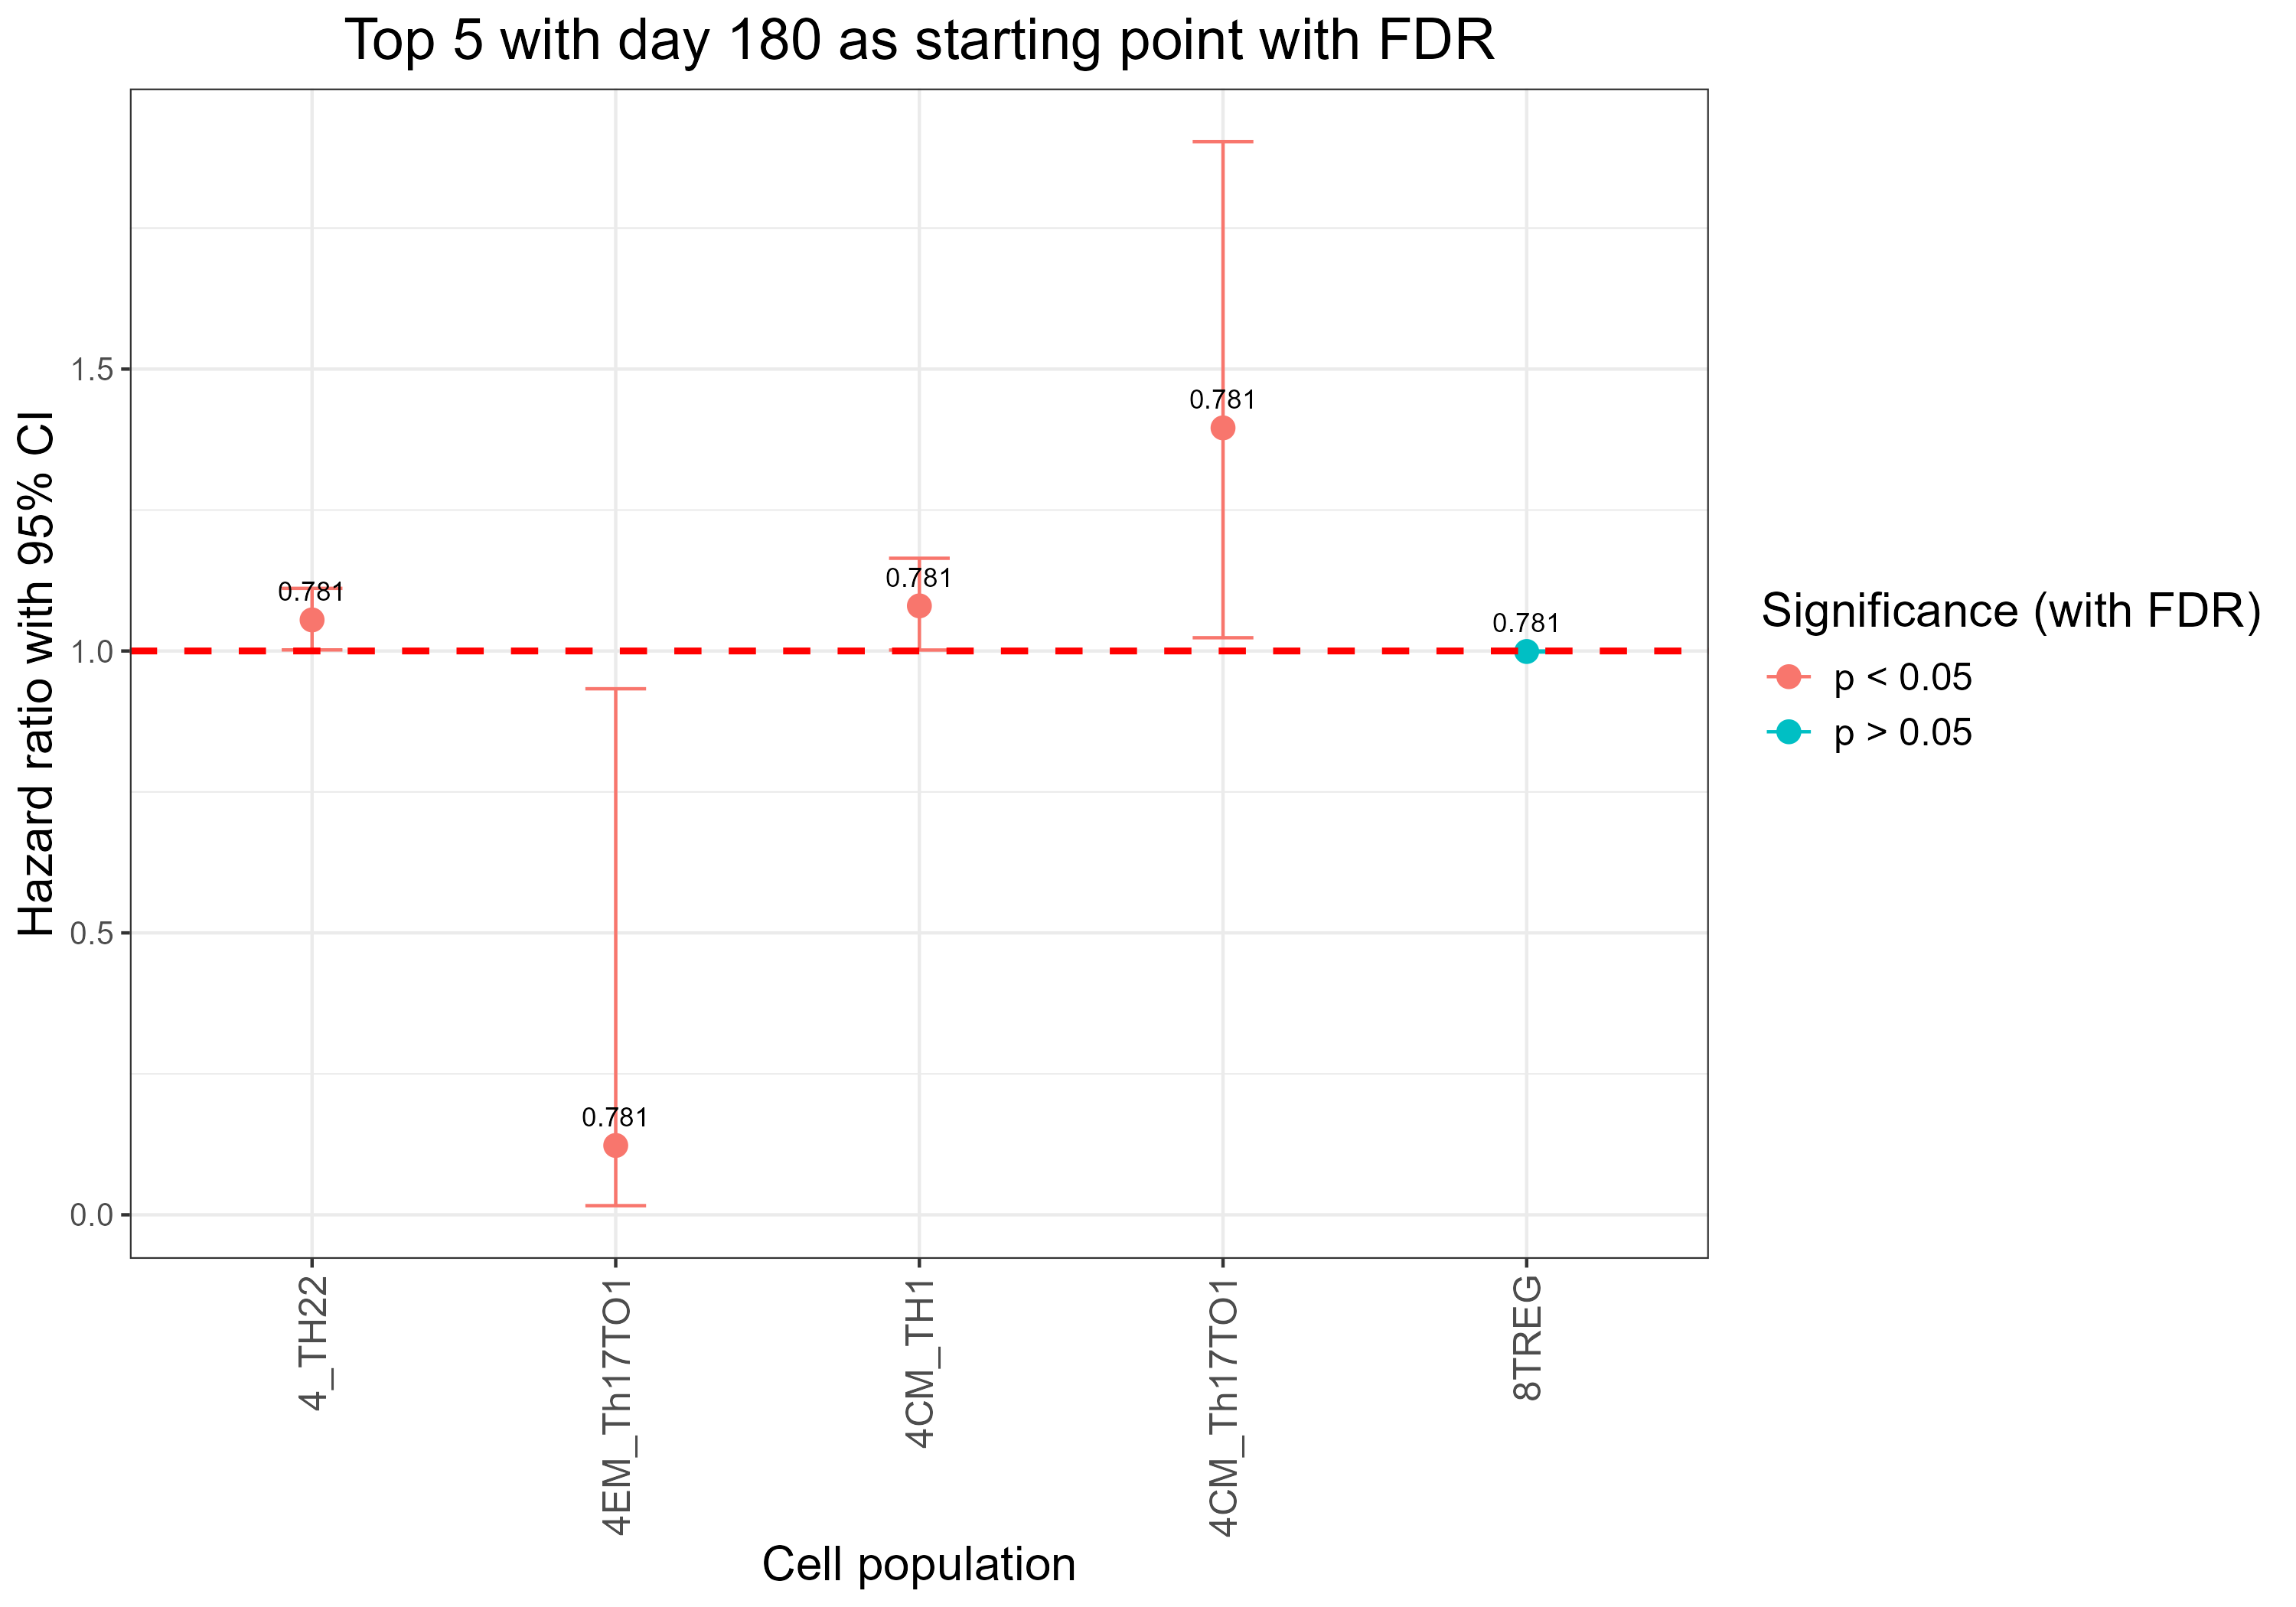 Top 5 with day 180 as starting point with FDR
Hazard ratio with 95% CI
1.5
1.0
0.5
0.0
0.781
0.781
0.781
0.781
0.781
4_TH22
4EM_Th17TO1
4CM_TH1
4CM_Th17TO1
8TREG
Cell population
Significance (with FDR)
p < 0.05
p > 0.05